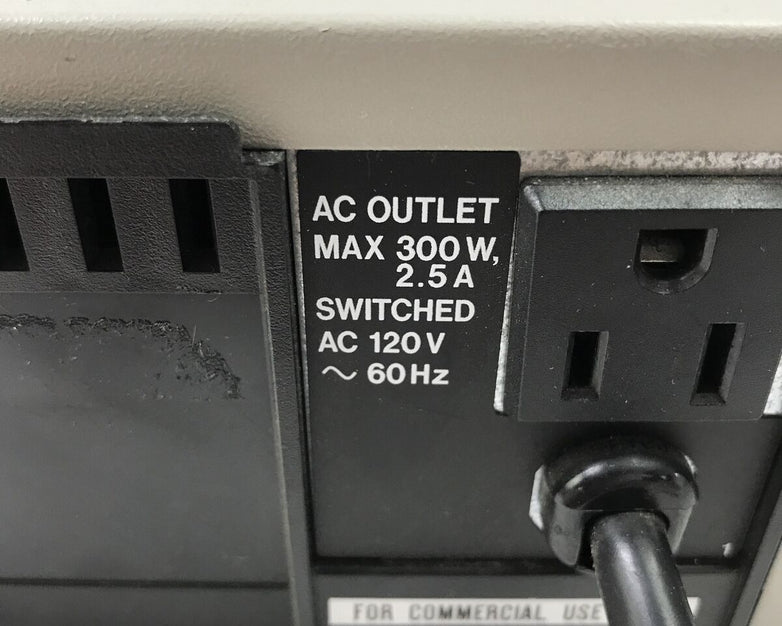 AC OUTLET
MAX 300 W,
2.5 A
SWITCHED
AC 120 V
～ 60 Hz
FOR COMMERCIAL USE